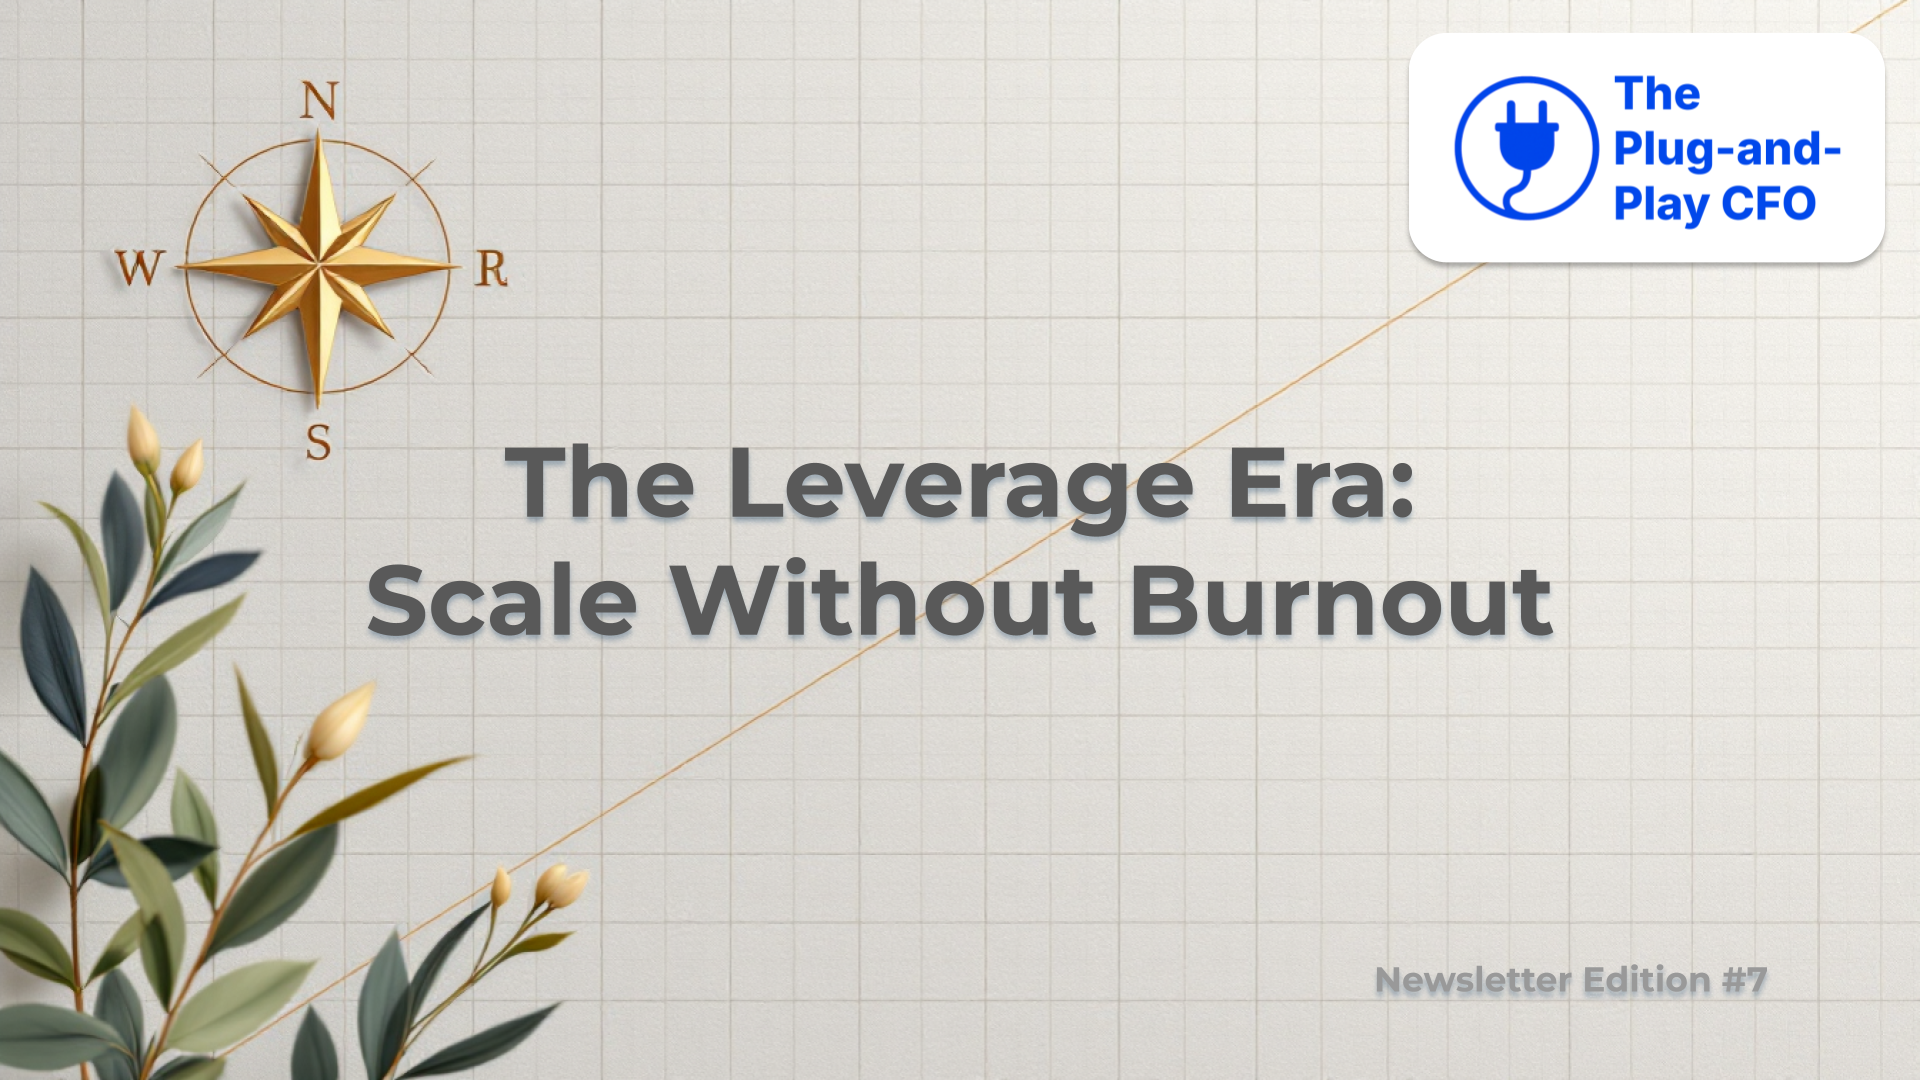 N
W
R
S
The
Plug-and-
Play CFO
The Leverage Era:
Scale Without Burnout
Newsletter Edition #7